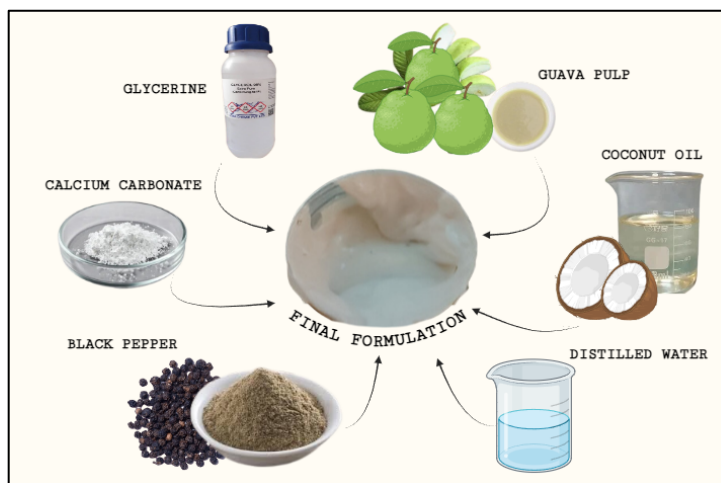 GLYCERINE
GUAVA PULP
COCONUT OIL
CALCIUM CARBONATE
FINAL FORMULATION
BLACK PEPPER
DISTILLED WATER